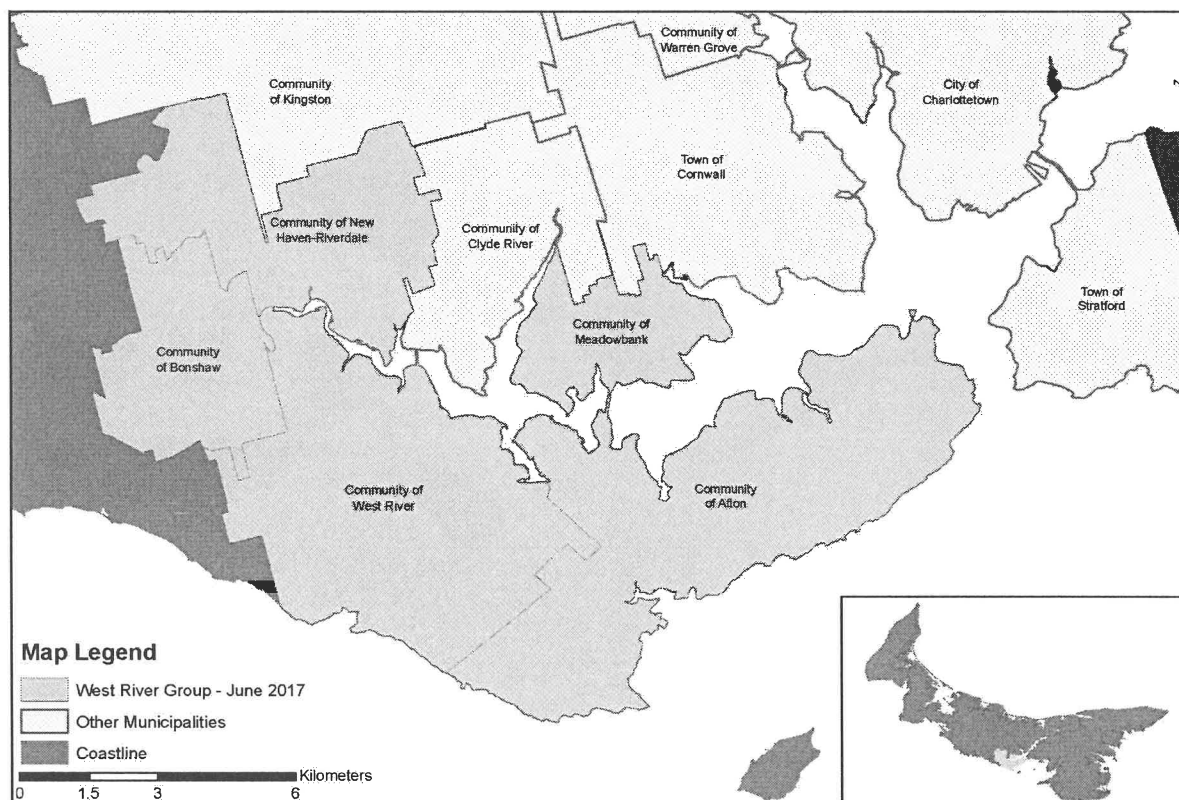 Community of
Warren Grove
Community
of Kingston
City of
Charlottetown
Town of
Cornwall
Community of New
Haven-Riverdale
Community of
Clyde River
Town of
Stratford
Community of
Meadowbank
Community
of Bonshaw
Community of
West River
Community
of Afton
Map Legend
West River Group - June 2017
Other Municipalities
Coastline
Kilometers
0 1.5 3 6